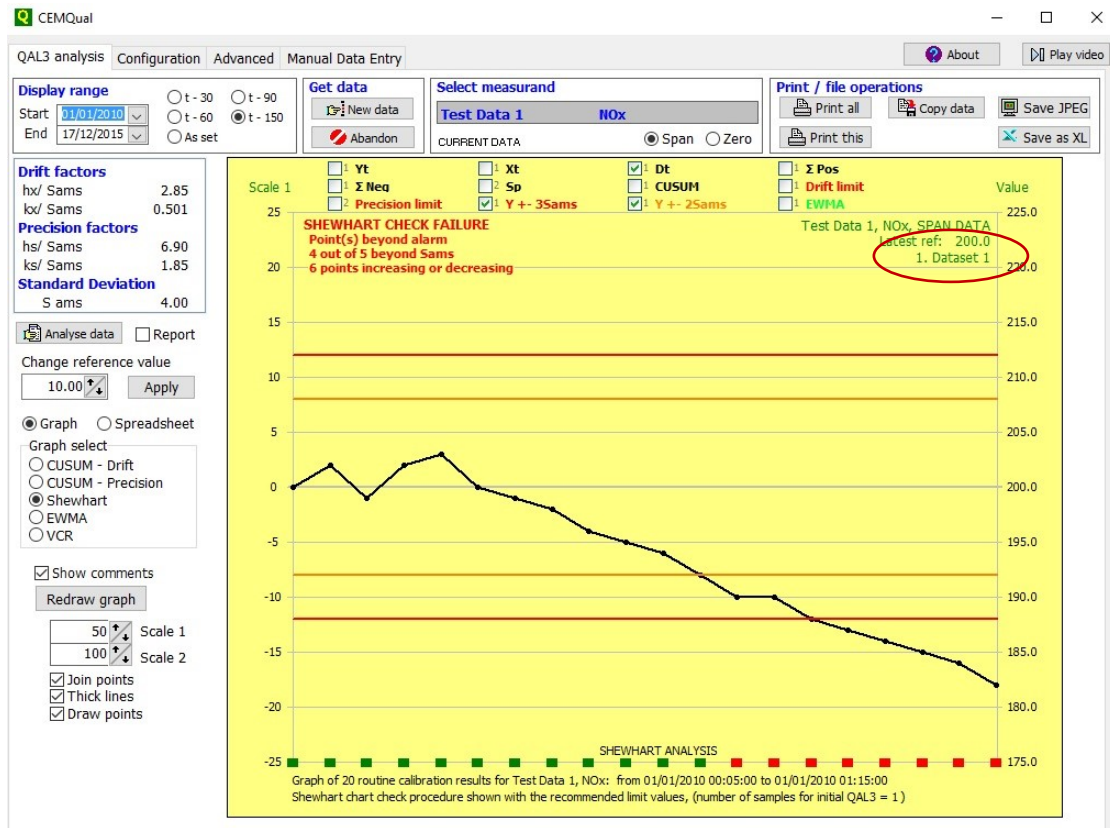 CEMQual
QAL3 analysis Configuration Advanced Manual Data Entry About Play video
Display range
Start 01/01/2010
End 17/12/2015
t - 30 t - 90
t - 60 t - 150
As set
Get data
New data
Abandon
Select measurand
Test Data 1 NOx
CURRENT DATA Span Zero
Print / file operations
Print all Copy data Save JPEG
Print this Save as XL
Drift factors
hx/ Sams 2.85
kx/ Sams 0.501
Precision factors
hs/ Sams 6.90
ks/ Sams 1.85
Standard Deviation
S ams 4.00
Analyse data Report
Change reference value
10.00 Apply
Graph Spreadsheet
Graph select
CUSUM - Drift
CUSUM - Precision
Shewhart
EWMA
VCR
Show comments
Redraw graph
50 Scale 1
100 Scale 2
Join points
Thick lines
Draw points
1 Yt 1 Xt 1 Dt 1 Σ Pos
1 Σ Neg 2 Sp 1 CUSUM 1 Drift limit
2 Precision limit 1 Y +- 3Sams 1 Y +- 2Sams 1 EWMA
Scale 1 Value
SHEWHART CHECK FAILURE
Point(s) beyond alarm
4 out of 5 beyond Sams
6 points increasing or decreasing
Test Data 1, NOx, SPAN DATA
Latest ref: 200.0
1. Dataset 1
25 225.0
20 220.0
15 215.0
10 210.0
5 205.0
0 200.0
-5 195.0
-10 190.0
-15 185.0
-20 180.0
-25 175.0
SHEWHART ANALYSIS
Graph of 20 routine calibration results for Test Data 1, NOx: from 01/01/2010 00:05:00 to 01/01/2010 01:15:00
Shewhart chart check procedure shown with the recommended limit values, (number of samples for initial QAL3 = 1 )